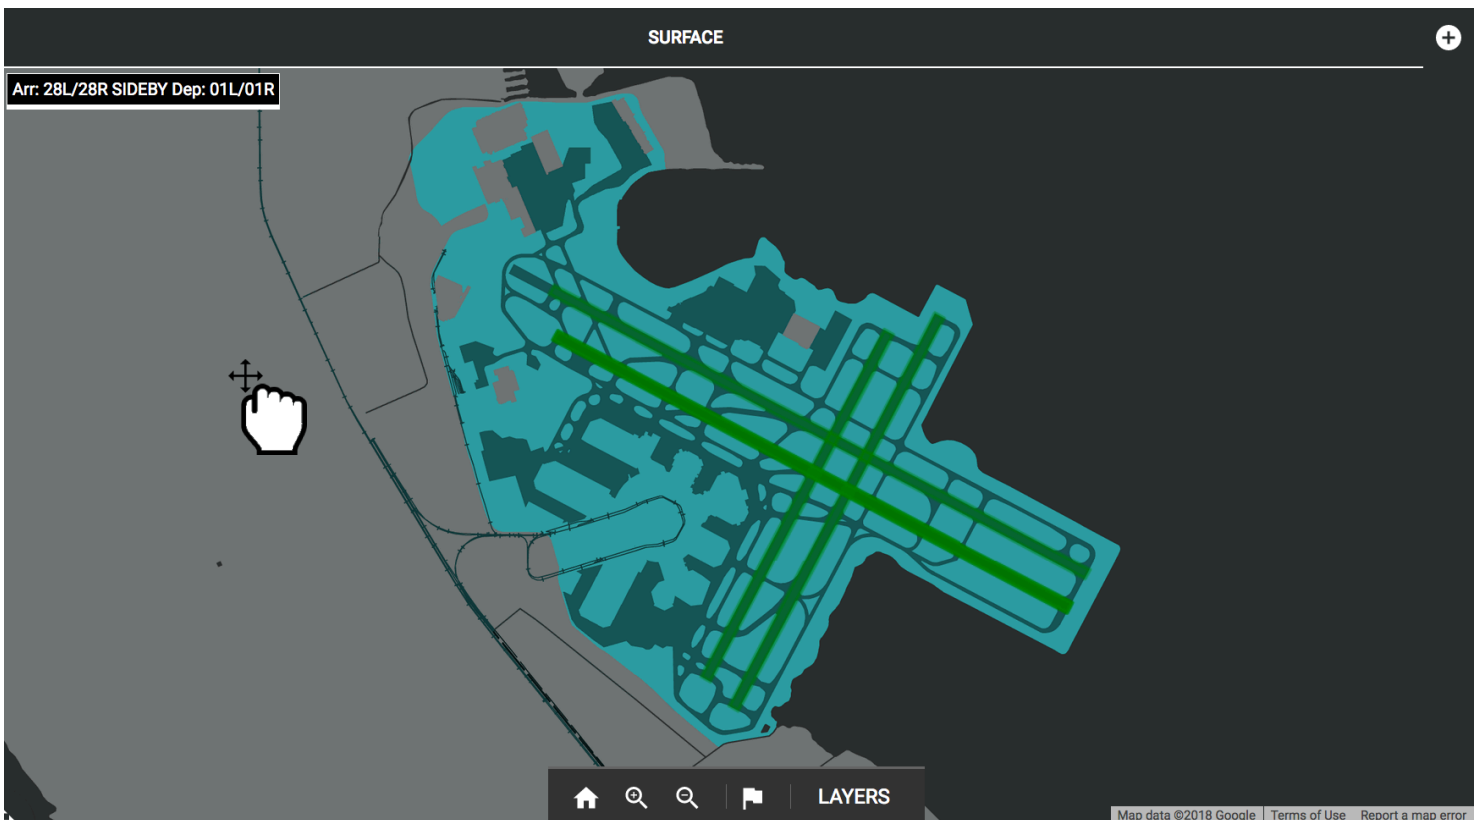 SURFACE
Arr: 28L/28R SIDEBY Dep: 01L/01R
LAYERS
Map data ©2018 Google Terms of Use Report a map error